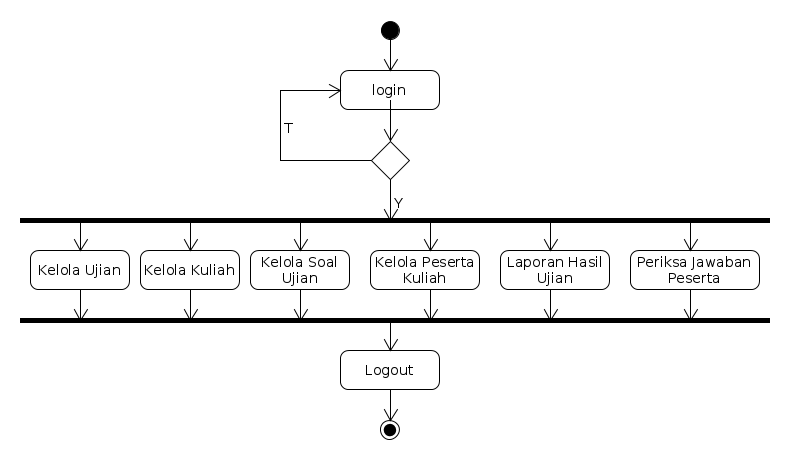 login
T
Y
Kelola Ujian
Kelola Kuliah
Kelola Soal
Ujian
Kelola Peserta
Kuliah
Laporan Hasil
Ujian
Periksa Jawaban
Peserta
Logout